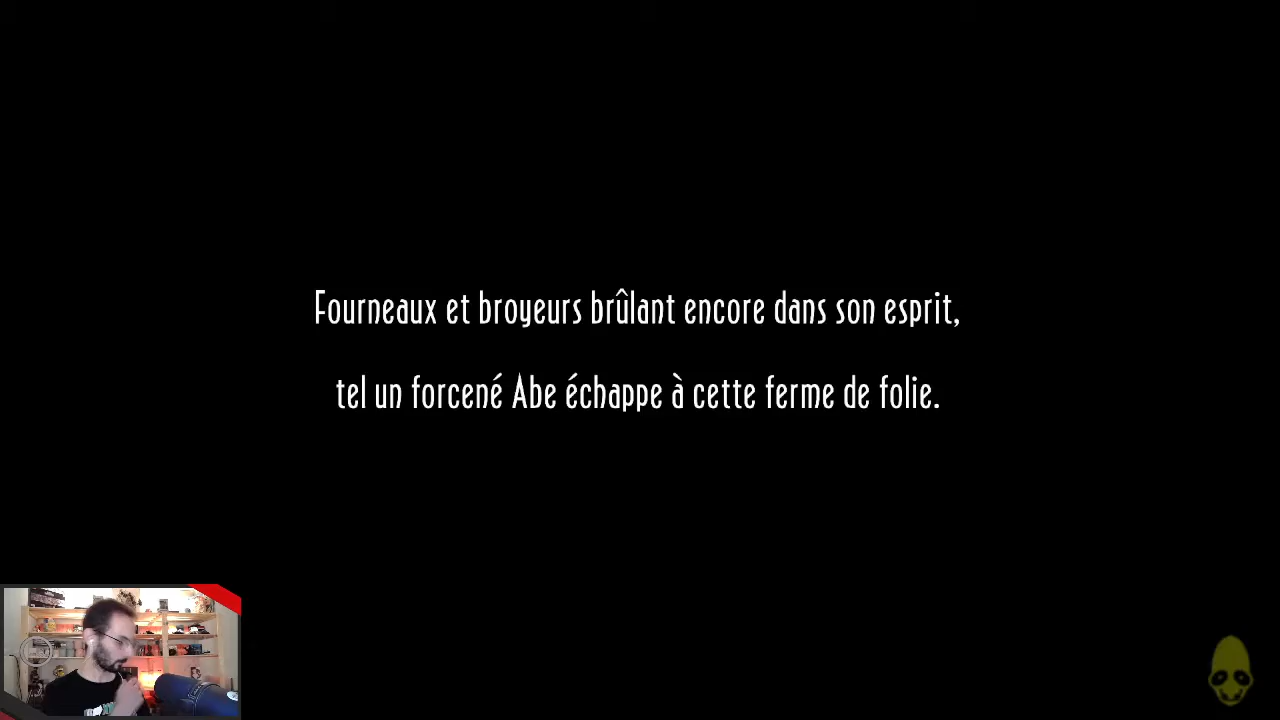 Fourneaux et broyeurs brûlant encore dans son esprit,
tel un forcené Abe échappe à cette ferme de folie.